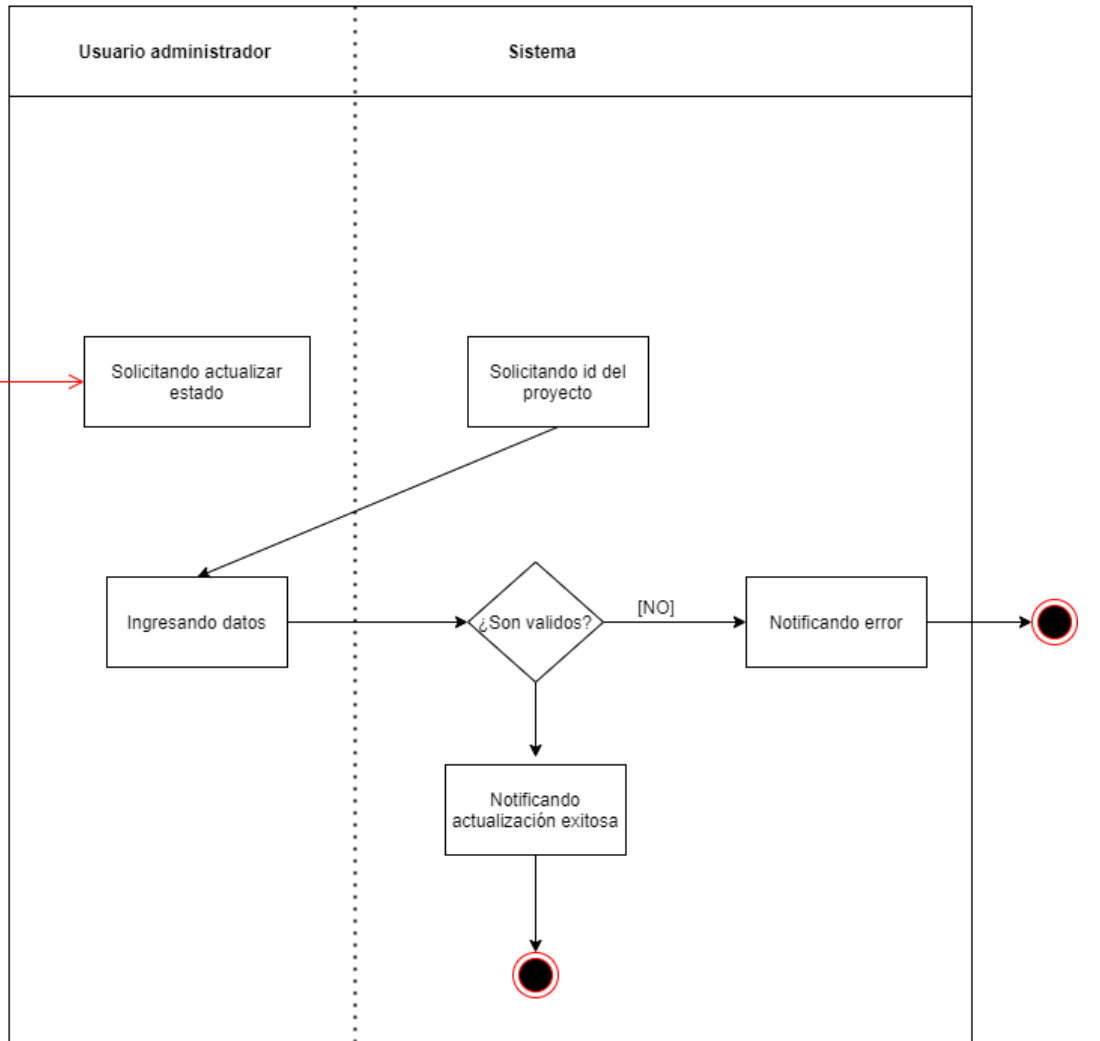 Usuario administrador
Sistema
Solicitando actualizar
estado
Solicitando id del
proyecto
Ingresando datos
¿Son validos?
[NO]
Notificando error
Notificando
actualización exitosa